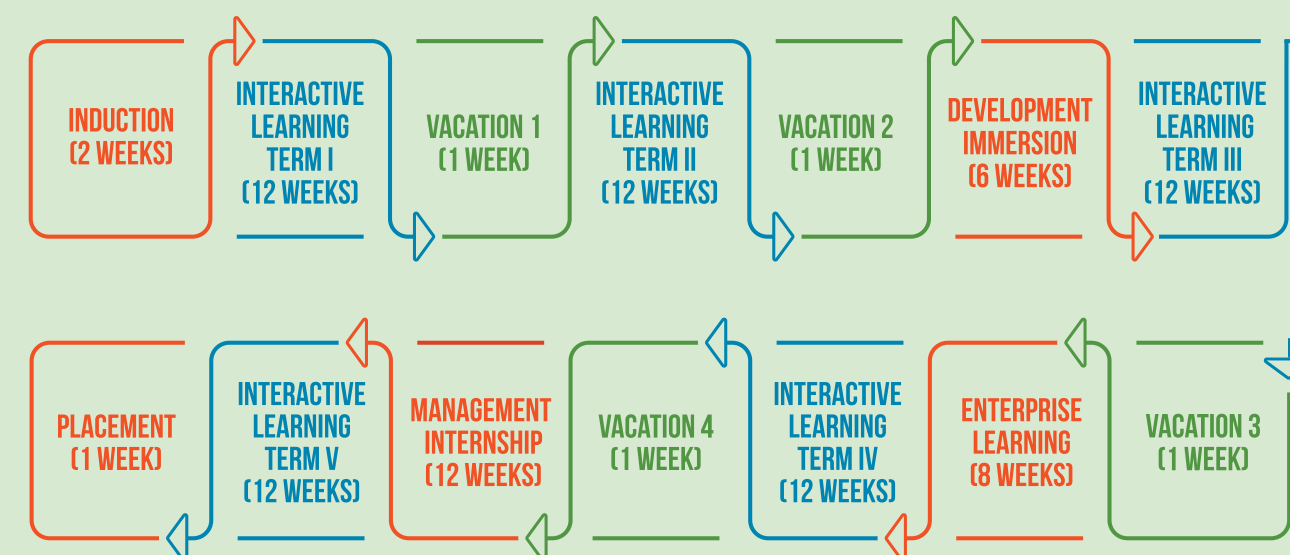 INDUCTION
(2 WEEKS)
INTERACTIVE
LEARNING
TERM I
(12 WEEKS)
VACATION 1
(1 WEEK)
INTERACTIVE
LEARNING
TERM II
(12 WEEKS)
VACATION 2
(1 WEEK)
DEVELOPMENT
IMMERSION
(6 WEEKS)
INTERACTIVE
LEARNING
TERM III
(12 WEEKS)
PLACEMENT
(1 WEEK)
INTERACTIVE
LEARNING
TERM V
(12 WEEKS)
MANAGEMENT
INTERNSHIP
(12 WEEKS)
VACATION 4
(1 WEEK)
INTERACTIVE
LEARNING
TERM IV
(12 WEEKS)
ENTERPRISE
LEARNING
(8 WEEKS)
VACATION 3
(1 WEEK)